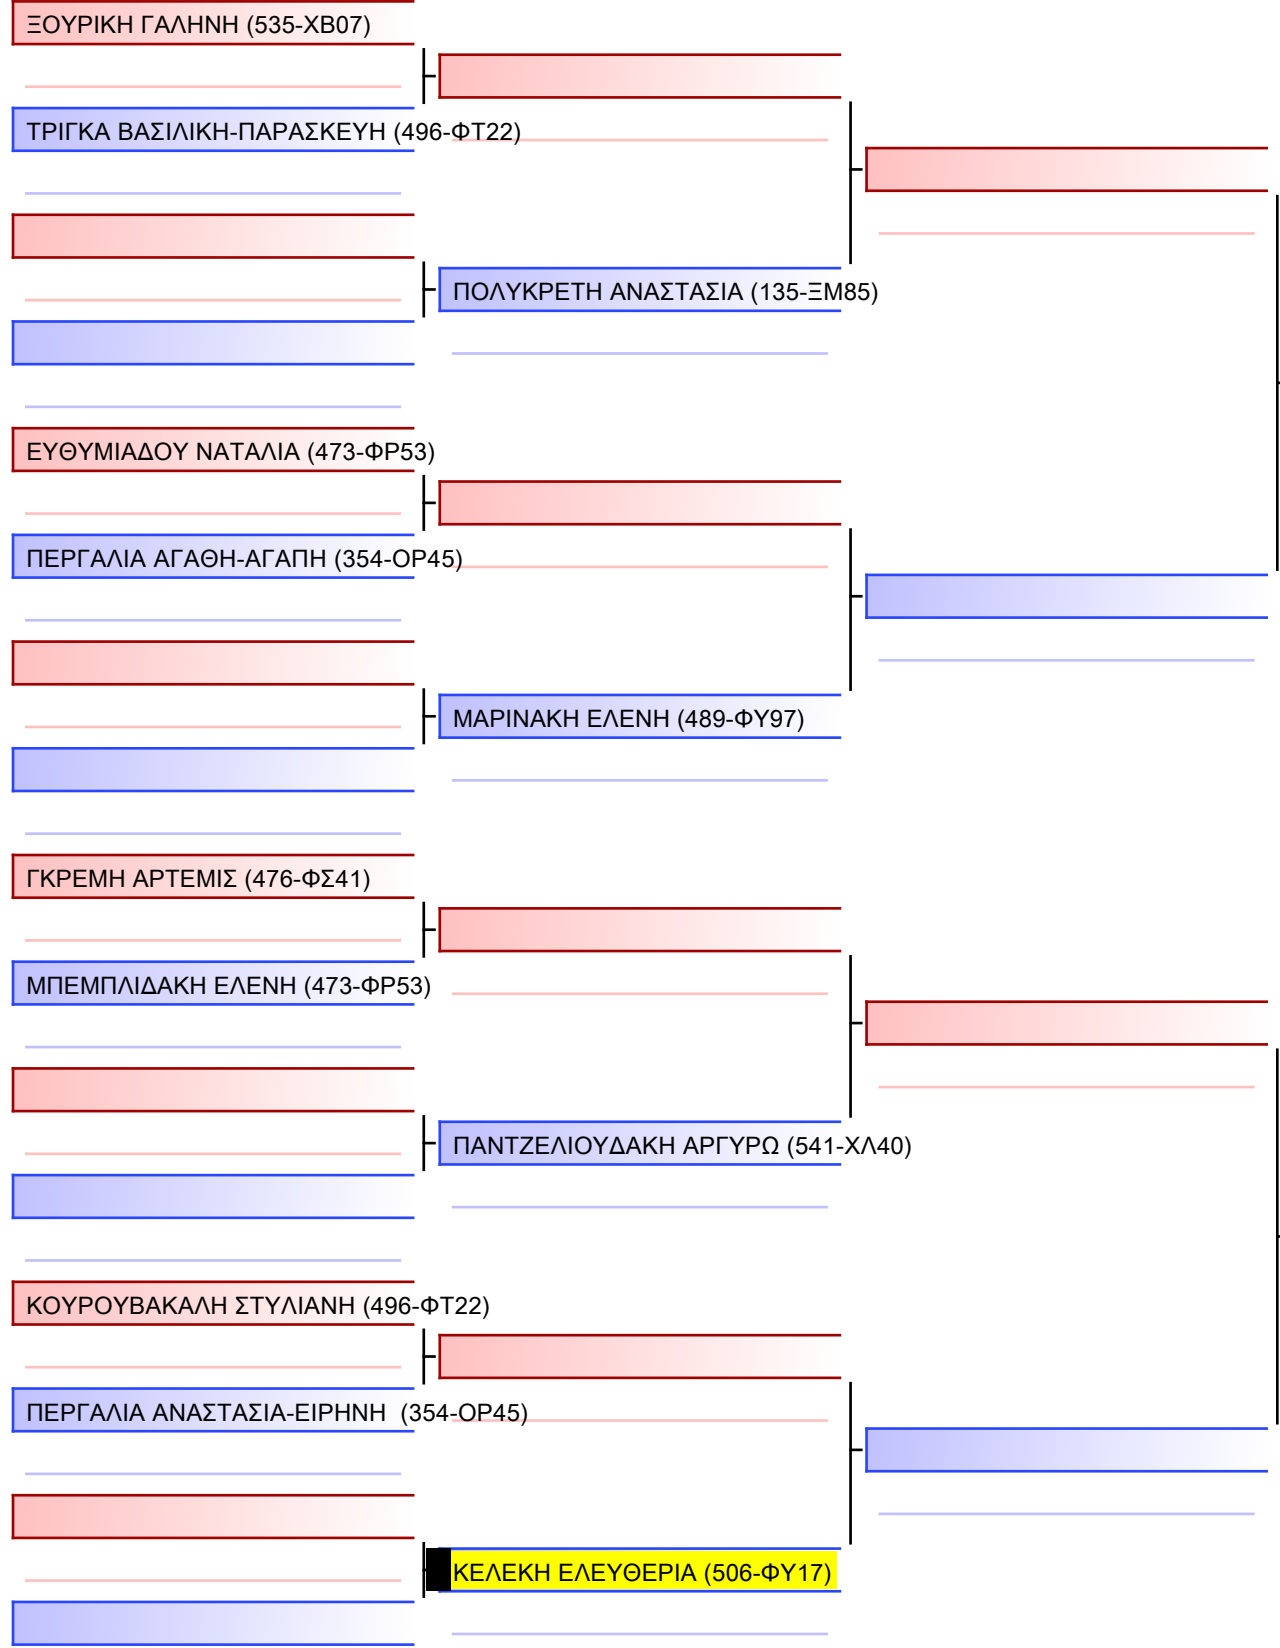 ΞΟΥΡΙΚΗ ΓΑΛΗΝΗ (535-ΧΒ07)
ΤΡΙΓΚΑ ΒΑΣΙΛΙΚΗ-ΠΑΡΑΣΚΕΥΗ (496-ΦΤ22)
ΠΟΛΥΚΡΕΤΗ ΑΝΑΣΤΑΣΙΑ (135-ΞΜ85)
ΕΥΘΥΜΙΑΔΟΥ ΝΑΤΑΛΙΑ (473-ΦΡ53)
ΠΕΡΓΑΛΙΑ ΑΓΑΘΗ-ΑΓΑΠΗ (354-ΟΡ45)
ΜΑΡΙΝΑΚΗ ΕΛΕΝΗ (489-ΦΥ97)
ΓΚΡΕΜΗ ΑΡΤΕΜΙΣ (476-ΦΣ41)
ΜΠΕΜΠΛΙΔΑΚΗ ΕΛΕΝΗ (473-ΦΡ53)
ΠΑΝΤΖΕΛΙΟΥΔΑΚΗ ΑΡΓΥΡΩ (541-ΧΛ40)
ΚΟΥΡΟΥΒΑΚΑΛΗ ΣΤΥΛΙΑΝΗ (496-ΦΤ22)
ΠΕΡΓΑΛΙΑ ΑΝΑΣΤΑΣΙΑ-ΕΙΡΗΝΗ (354-ΟΡ45)
ΚΕΛΕΚΗ ΕΛΕΥΘΕΡΙΑ (506-ΦΥ17)